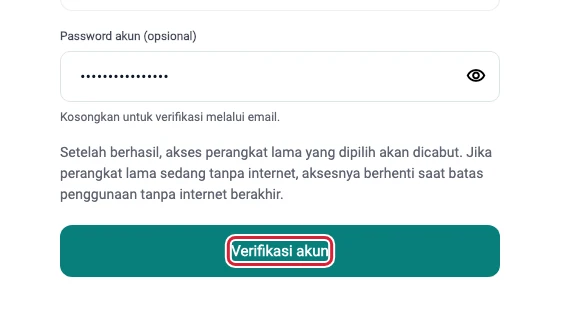 Password akun (opsional)
••••••••••••••••
Kosongkan untuk verifikasi melalui email.
Setelah berhasil, akses perangkat lama yang dipilih akan dicabut. Jika
perangkat lama sedang tanpa internet, aksesnya berhenti saat batas
penggunaan tanpa internet berakhir.
Verifikasi akun